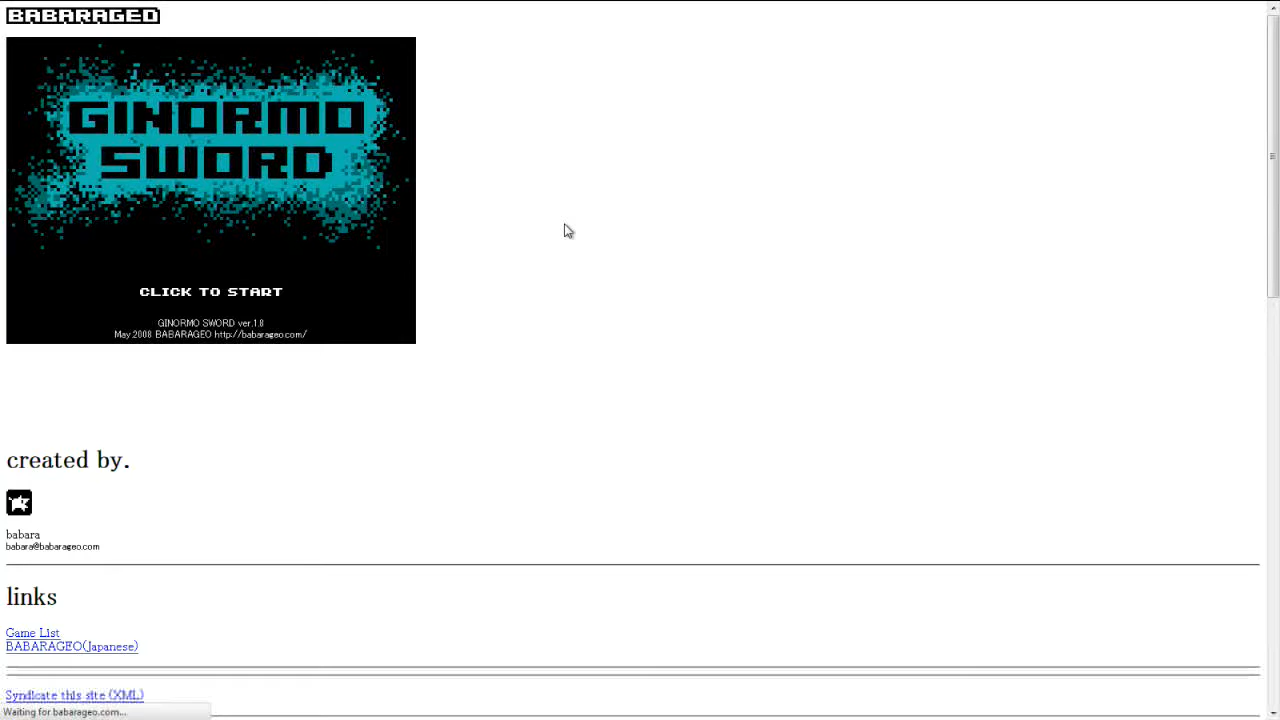 BABARAGEO
GINORMO
SWORD
CLICK TO START
GINORMO SWORD ver.1.8
May 2008 BABARAGEO http://babarageo.com/
created by.
babara
babara@babarageo.com
links
Game List
BABARAGEO(Japanese)
Syndicate this site (XML)
Waiting for babarageo.com...